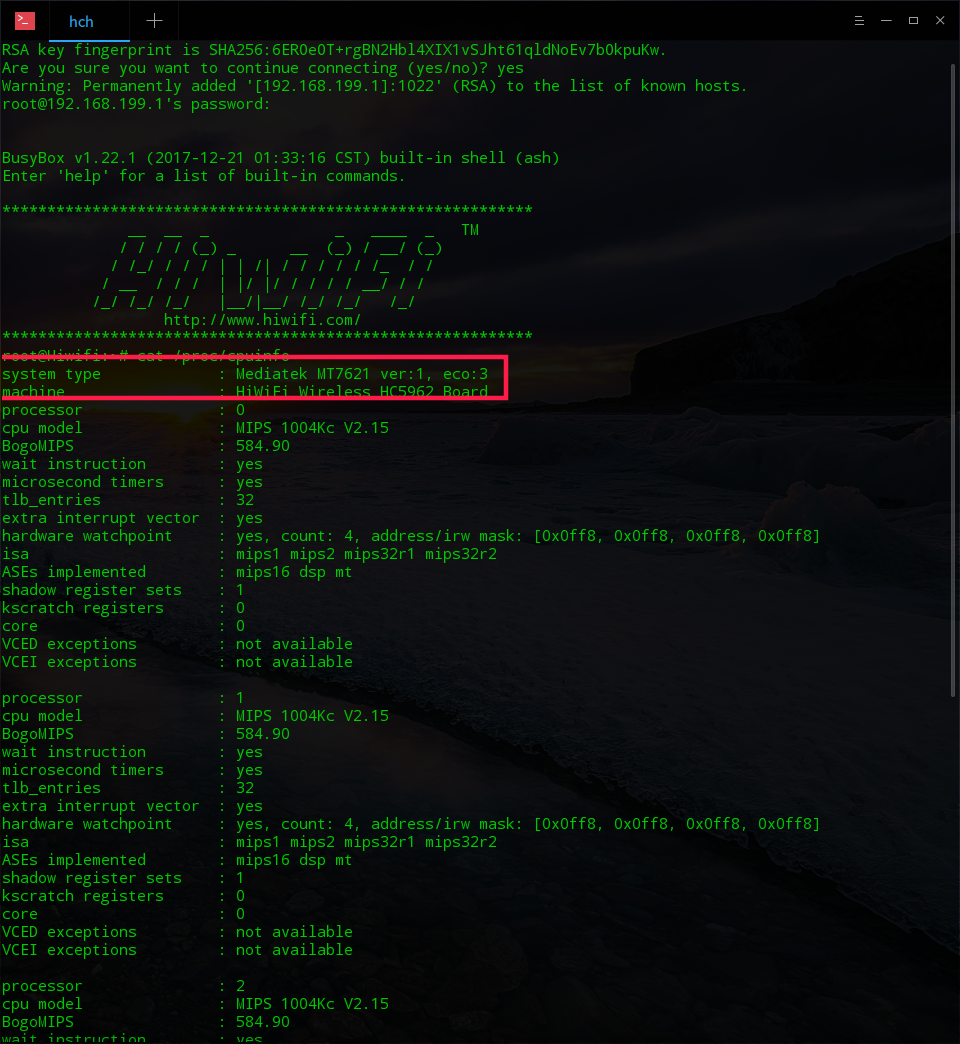 hch
RSA key fingerprint is SHA256:6ER0e0T+rgBN2Hbl4XIX1vSJht61qldNoEv7b0kpuKw.
Are you sure you want to continue connecting (yes/no)? yes
Warning: Permanently added '[192.168.199.1]:1022' (RSA) to the list of known hosts.
root@192.168.199.1's password:
BusyBox v1.22.1 (2017-12-21 01:33:16 CST) built-in shell (ash)
Enter 'help' for a list of built-in commands.
***********************************************************
HiWiFi TM
http://www.hiwifi.com/
***********************************************************
root@Hiwifi:~# cat /proc/cpuinfo
system type : Mediatek MT7621 ver:1, eco:3
machine : HiWiFi Wireless HC5962 Board
processor : 0
cpu model : MIPS 1004Kc V2.15
BogoMIPS : 584.90
wait instruction : yes
microsecond timers : yes
tlb_entries : 32
extra interrupt vector : yes
hardware watchpoint : yes, count: 4, address/irw mask: [0x0ff8, 0x0ff8, 0x0ff8, 0x0ff8]
isa : mips1 mips2 mips32r1 mips32r2
ASEs implemented : mips16 dsp mt
shadow register sets : 1
kscratch registers : 0
core : 0
VCED exceptions : not available
VCEI exceptions : not available
processor : 1
cpu model : MIPS 1004Kc V2.15
BogoMIPS : 584.90
wait instruction : yes
microsecond timers : yes
tlb_entries : 32
extra interrupt vector : yes
hardware watchpoint : yes, count: 4, address/irw mask: [0x0ff8, 0x0ff8, 0x0ff8, 0x0ff8]
isa : mips1 mips2 mips32r1 mips32r2
ASEs implemented : mips16 dsp mt
shadow register sets : 1
kscratch registers : 0
core : 0
VCED exceptions : not available
VCEI exceptions : not available
processor : 2
cpu model : MIPS 1004Kc V2.15
BogoMIPS : 584.90
wait instruction : yes